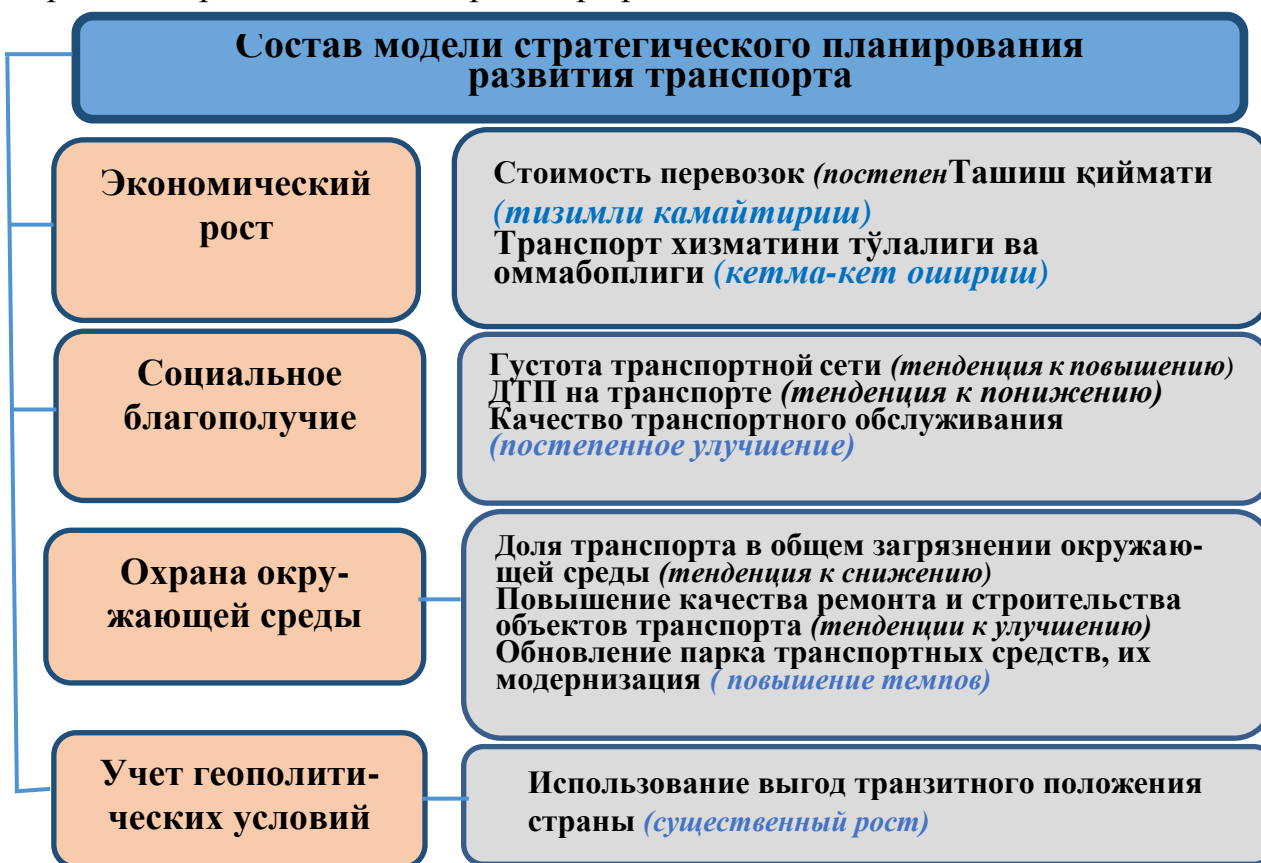 Состав модели стратегического планирования
развития транспорта
Экономический
рост
Стоимость перевозок (постепенТашиш қиймати
(тизимли камайтириш)
Транспорт хизматини тўлалиги ва
оммабоплиги (кетма-кет ошириш)
Социальное
благополучие
Густота транспортной сети (тенденция к повышению)
ДТП на транспорте (тенденция к понижению)
Качество транспортного обслуживания
(постепенное улучшение)
Охрана окру-
жающей среды
Доля транспорта в общем загрязнении окружаю-
щей среды (тенденция к снижению)
Повышение качества ремонта и строительства
объектов транспорта (тенденции к улучшению)
Обновление парка транспортных средств, их
модернизация ( повышение темпов)
Учет геополити-
ческих условий
Использование выгод транзитного положения
страны (существенный рост)